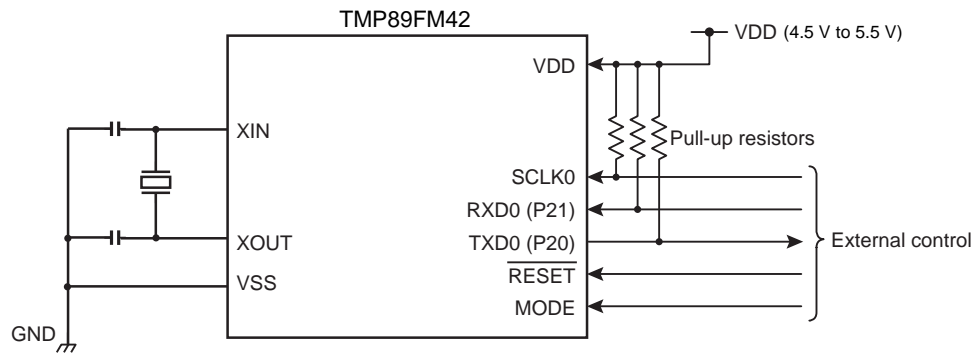 TMP89FM42
VDD (4.5 V to 5.5 V)
VDD
XIN
Pull-up resistors
SCLK0
RXD0 (P21)
XOUT
TXD0 (P20)
External control
RESET
VSS
MODE
GND